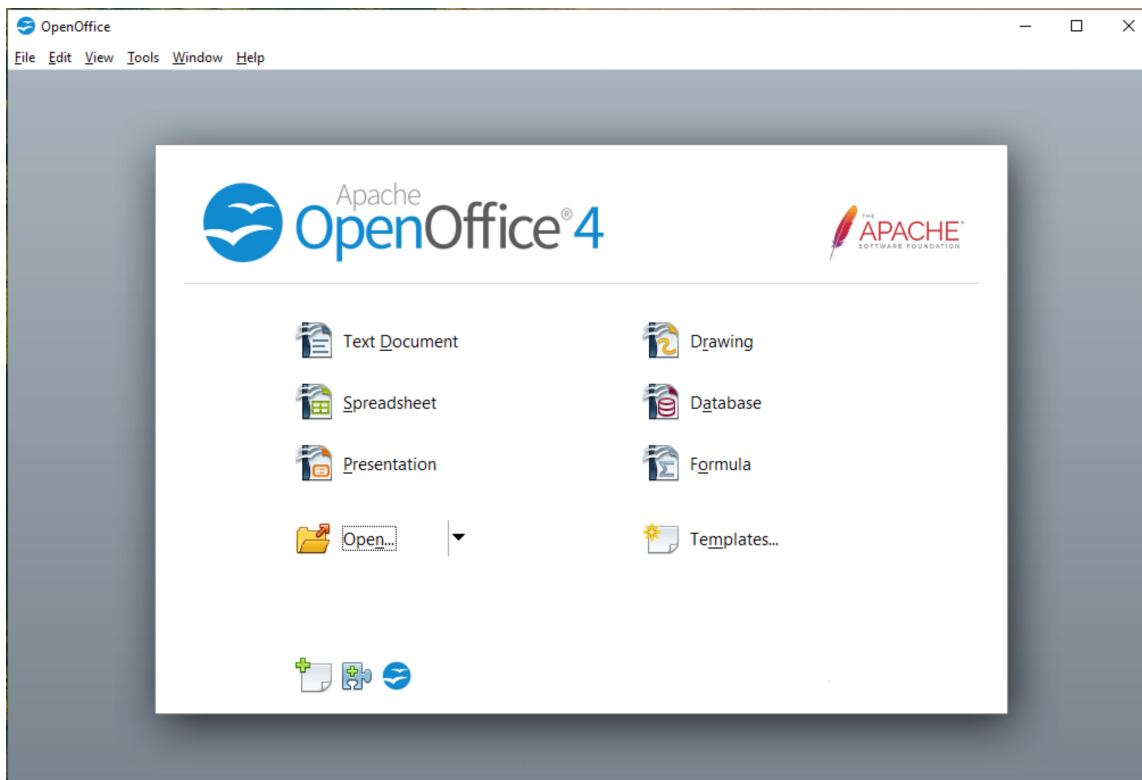 OpenOffice
File Edit View Tools Window Help
Apache
OpenOffice® 4
THE
APACHE®
SOFTWARE FOUNDATION
Text Document
Drawing
Spreadsheet
Database
Presentation
Formula
Open...
Templates...